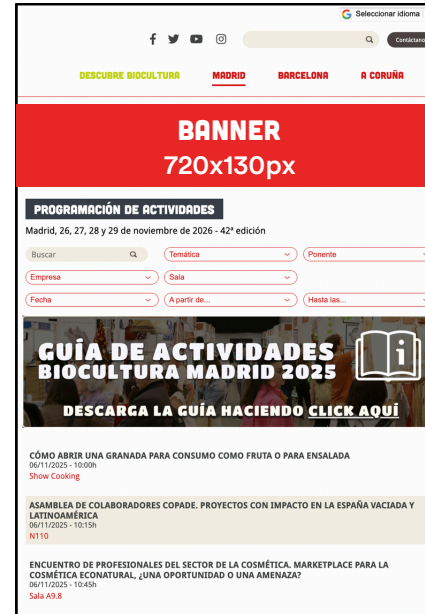 Seleccionar idioma
Contáctano
DESCUBRE BIOCULTURA MADRID BARCELONA A CORUÑA
BANNER
720x130px
PROGRAMACIÓN DE ACTIVIDADES
Madrid, 26, 27, 28 y 29 de noviembre de 2026 - 42ª edición
Buscar Temática Ponente
Empresa Sala
Fecha A partir de... Hasta las...
GUÍA DE ACTIVIDADES
BIOCULTURA MADRID 2025
DESCARGA LA GUÍA HACIENDO CLICK AQUÍ
CÓMO ABRIR UNA GRANADA PARA CONSUMO COMO FRUTA O PARA ENSALADA
06/11/2025 - 10:00h
Show Cooking
ASAMBLEA DE COLABORADORES COPADE. PROYECTOS CON IMPACTO EN LA ESPAÑA VACIADA Y
LATINOAMÉRICA
06/11/2025 - 10:15h
N110
ENCUENTRO DE PROFESIONALES DEL SECTOR DE LA COSMÉTICA. MARKETPLACE PARA LA
COSMÉTICA ECONATURAL, ¿UNA OPORTUNIDAD O UNA AMENAZA?
06/11/2025 - 10:45h
Sala A9.8